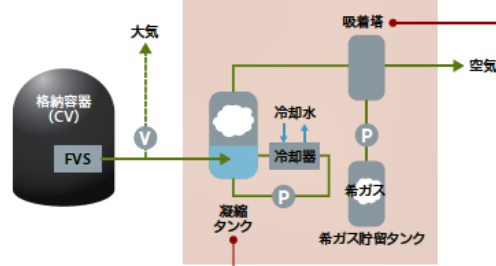 吸着塔
大気
空気
格納容器
(CV)
冷却水
V
FVS
冷却器
P
P
希ガス
凝縮
タンク
希ガス貯留タンク